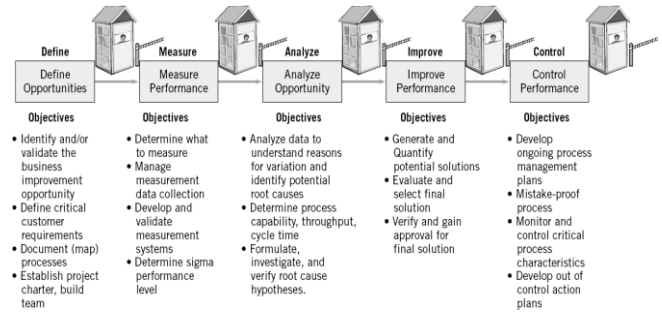 Define
Define
Opportunities
Objectives
• Identify and/or
validate the
business
improvement
opportunity
• Define critical
customer
requirements
• Document (map)
processes
• Establish project
charter, build
team
Measure
Measure
Performance
Objectives
• Determine what
to measure
• Manage
measurement
data collection
• Develop and
validate
measurement
systems
• Determine sigma
performance
level
Analyze
Analyze
Opportunity
Objectives
• Analyze data to
understand reasons
for variation and
identify potential
root causes
• Determine process
capability, throughput,
cycle time
• Formulate,
investigate, and
verify root cause
hypotheses.
Improve
Improve
Performance
Objectives
• Generate and
Quantify
potential solutions
• Evaluate and
select final
solution
• Verify and gain
approval for
final solution
Control
Control
Performance
Objectives
• Develop
ongoing process
management
plans
• Mistake-proof
process
• Monitor and
control critical
process
characteristics
• Develop out of
control action
plans